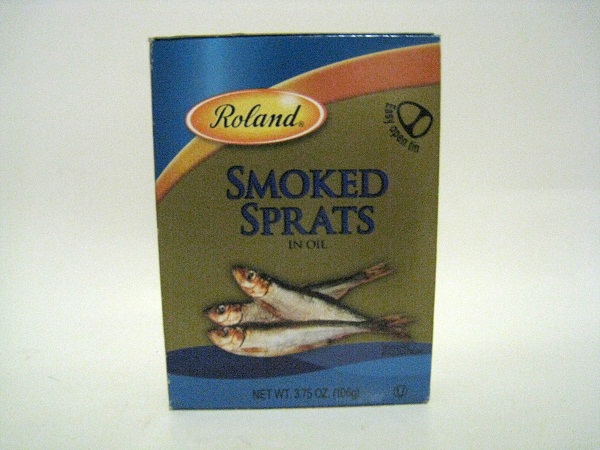 Roland®
Easy open tin
SMOKED
SPRATS
IN OIL
NET WT. 3.75 OZ. (106g)
U